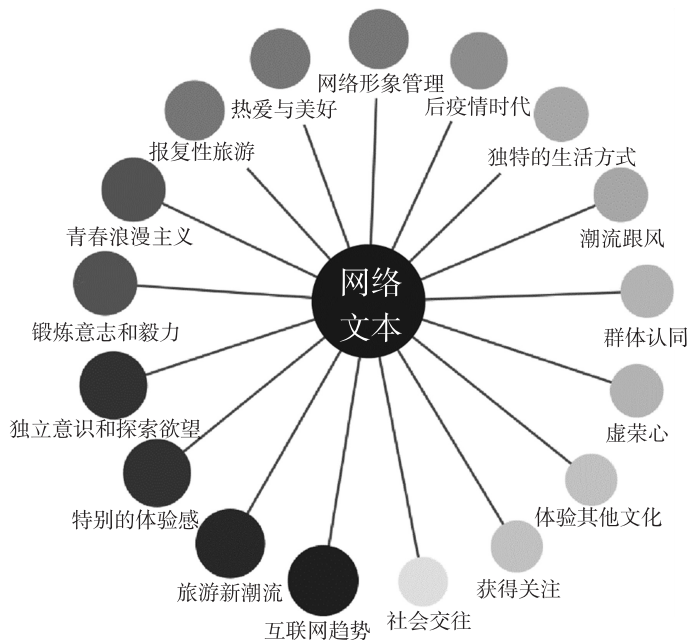 网络
文本
网络形象管理
后疫情时代
独特的生活方式
潮流跟风
群体认同
虚荣心
体验其他文化
获得关注
社会交往
互联网趋势
旅游新潮流
特别的体验感
独立意识和探索欲望
锻炼意志和毅力
青春浪漫主义
报复性旅游
热爱与美好